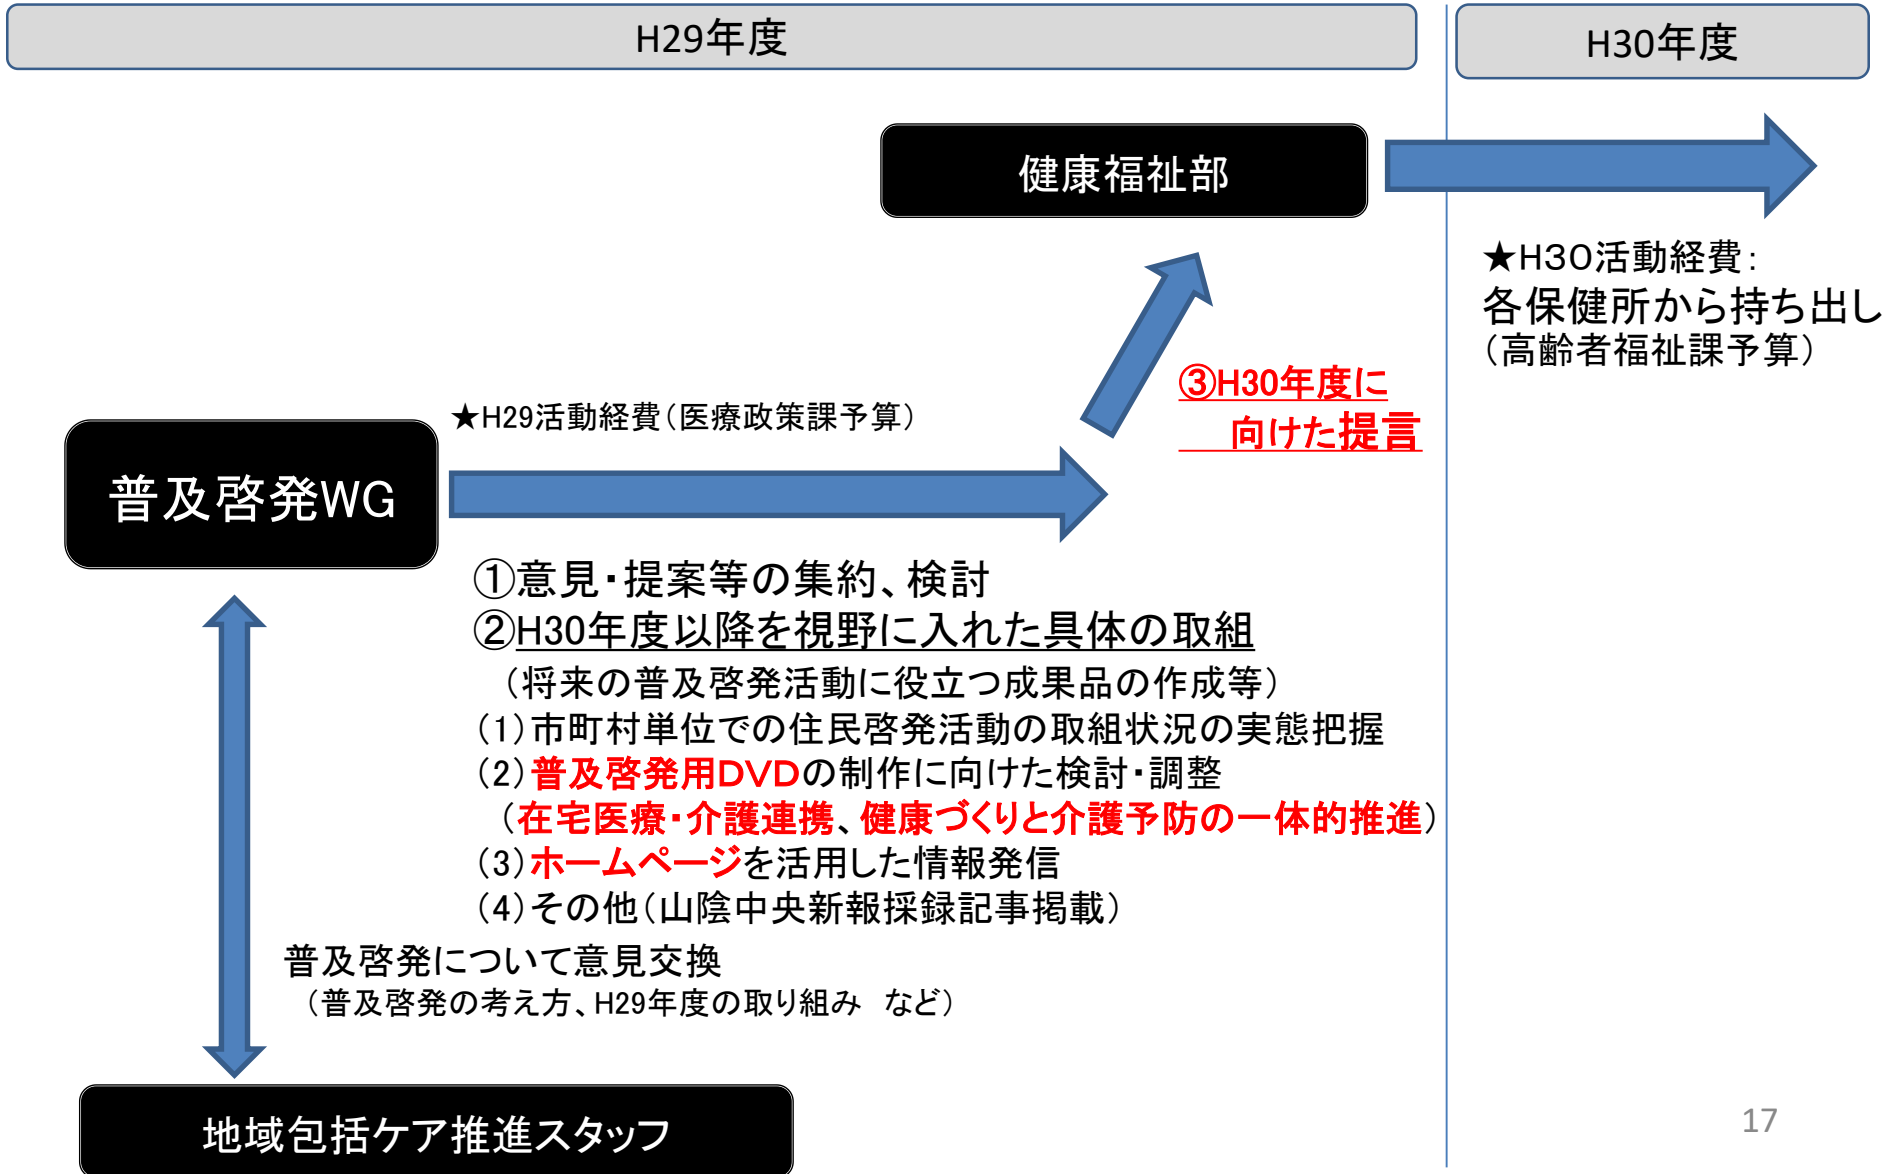 H29年度
H30年度
健康福祉部
★H30活動経費：
各保健所から持ち出し
（高齢者福祉課予算）
③H30年度に
向けた提言
★H29活動経費（医療政策課予算）
普及啓発WG
①意見・提案等の集約、検討
②H30年度以降を視野に入れた具体の取組
（将来の普及啓発活動に役立つ成果品の作成等）
(1)市町村単位での住民啓発活動の取組状況の実態把握
(2)普及啓発用DVDの制作に向けた検討・調整
（在宅医療・介護連携、健康づくりと介護予防の一体的推進）
(3)ホームページを活用した情報発信
(4)その他（山陰中央新報採録記事掲載）
普及啓発について意見交換
（普及啓発の考え方、H29年度の取り組み　など）
地域包括ケア推進スタッフ
17